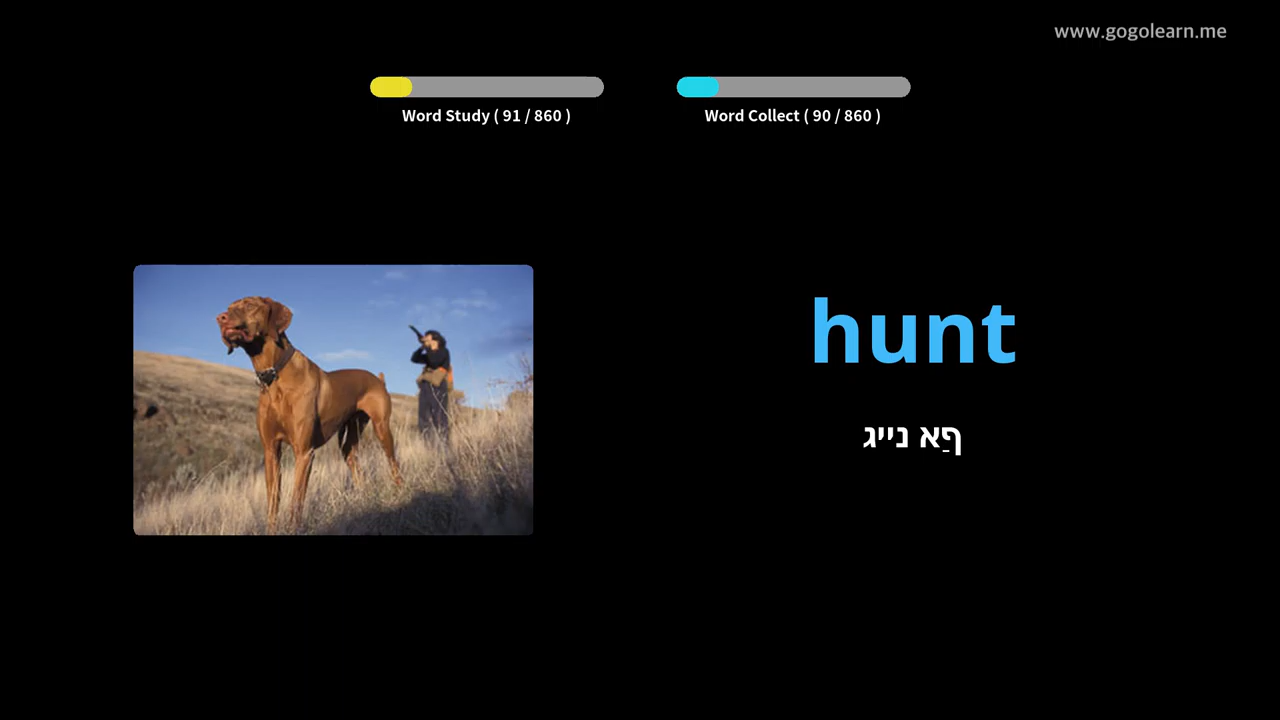 www.gogolearn.me
Word Study ( 91 / 860 )
Word Collect ( 90 / 860 )
hunt
ףַא נייג